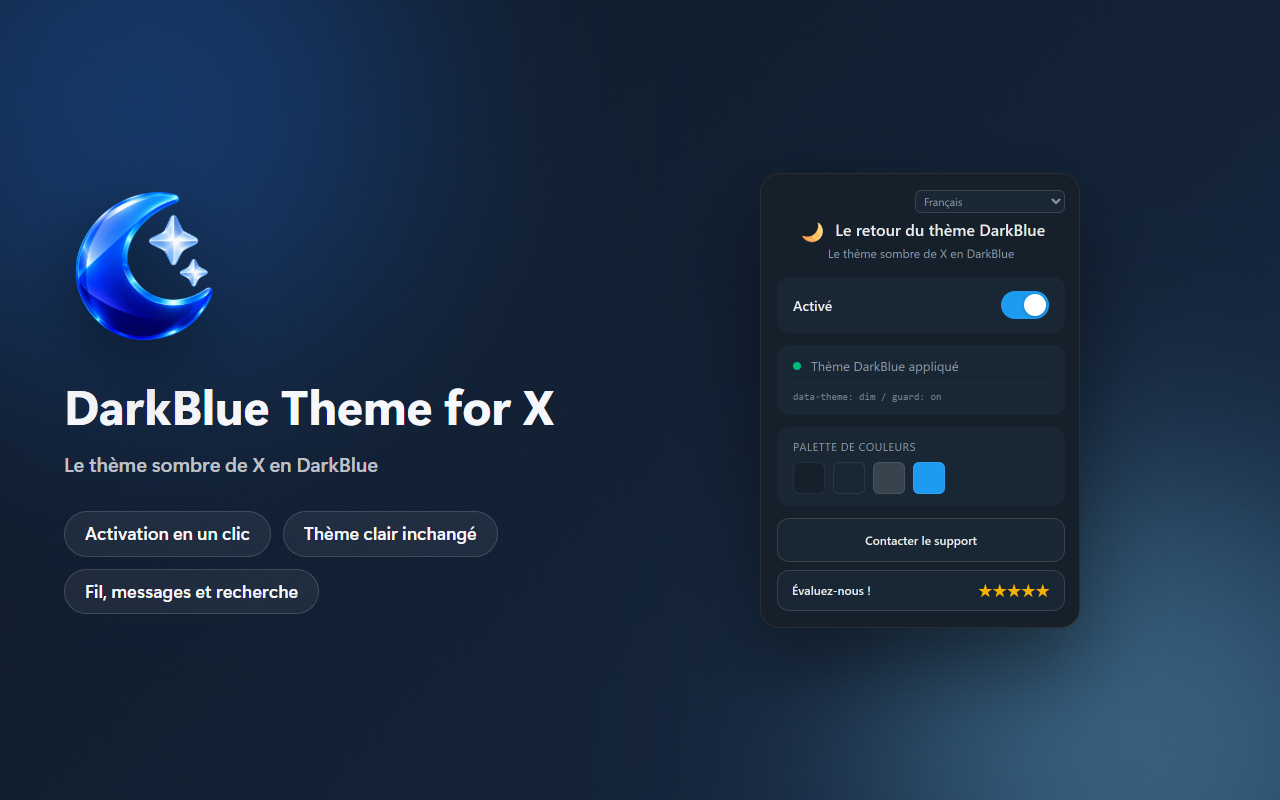 DarkBlue Theme for X
Le thème sombre de X en DarkBlue
Activation en un clic
Thème clair inchangé
Fil, messages et recherche
Français
Le retour du thème DarkBlue
Le thème sombre de X en DarkBlue
Activé
Thème DarkBlue appliqué
data-theme: dim / guard: on
PALETTE DE COULEURS
Contacter le support
Évaluez-nous !